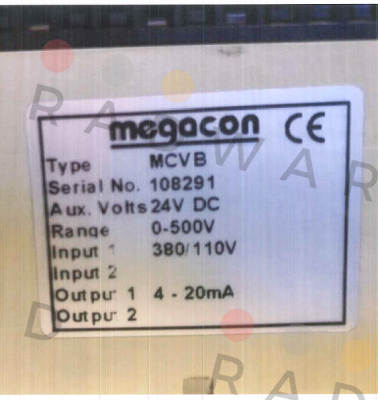 megacon CE
Type MCVB
Serial No. 108291
Aux. Volts 24V DC
Range 0-500V
Input 1 380/110V
Input 2
Output 1 4 - 20mA
Output 2